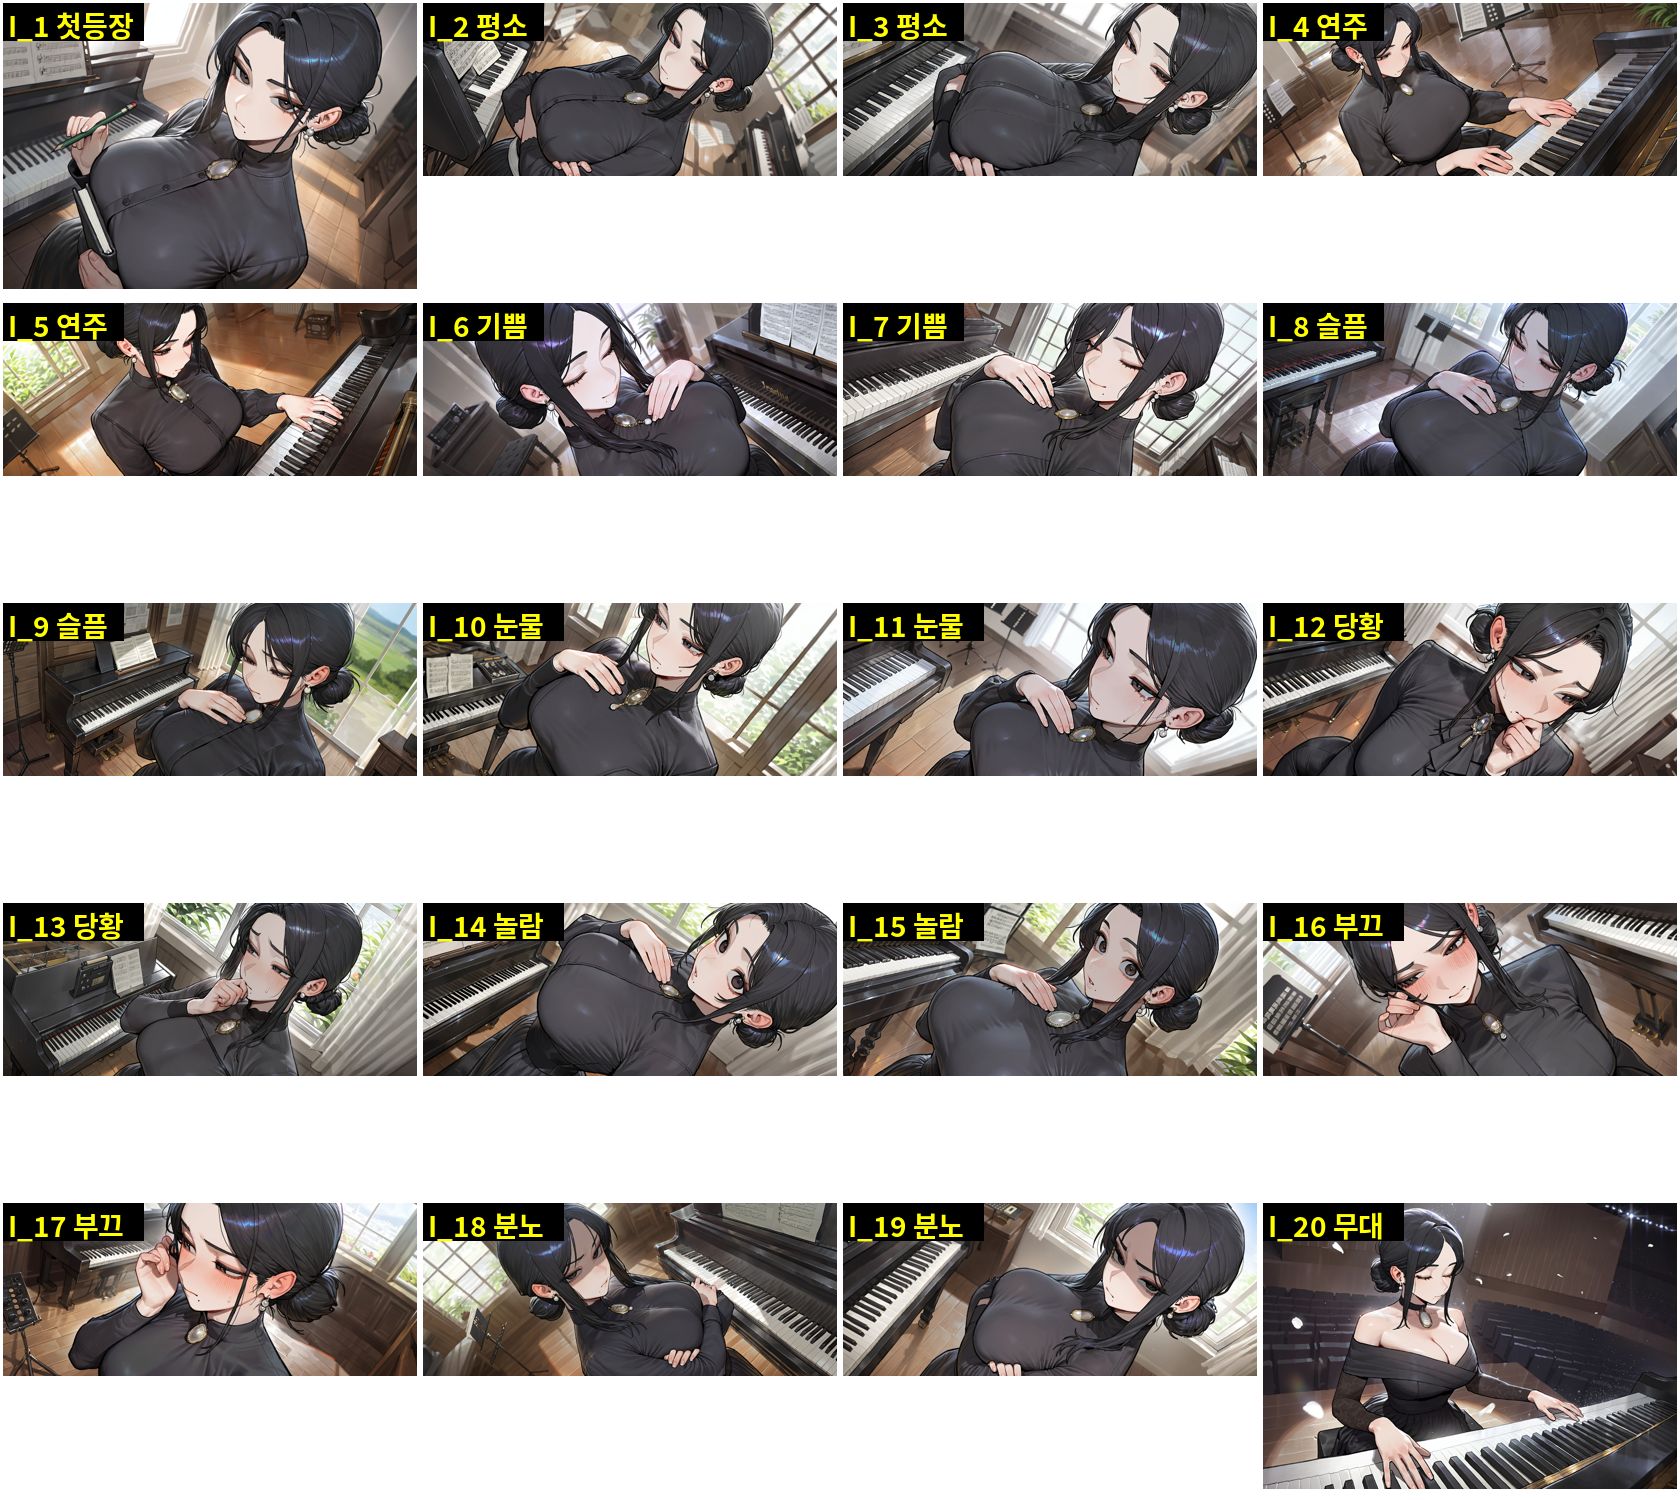 I_1 첫등장
I_2 평소
I_3 평소
I_4 연주
I_5 연주
I_6 기쁨
I_7 기쁨
I_8 슬픔
I_9 슬픔
I_10 눈물
I_11 눈물
I_12 당황
I_13 당황
I_14 놀람
I_15 놀람
I_16 부끄
I_17 부끄
I_18 분노
I_19 분노
I_20 무대